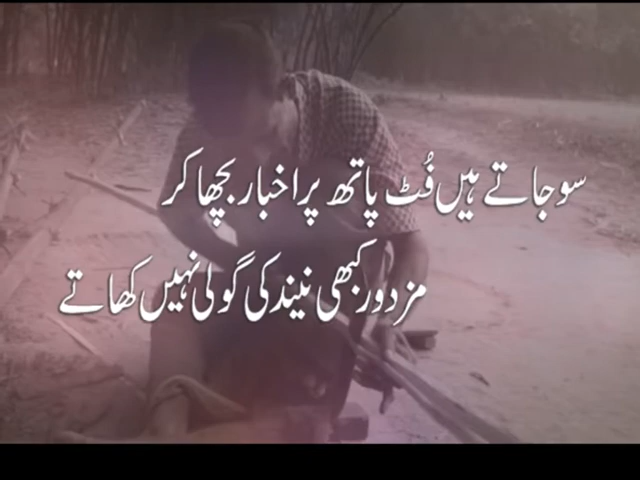 سو جاتے ہیں فُٹ پاتھ پر اخبار بچھا کر
مزدور کبھی نیند کی گولی نہیں کھاتے